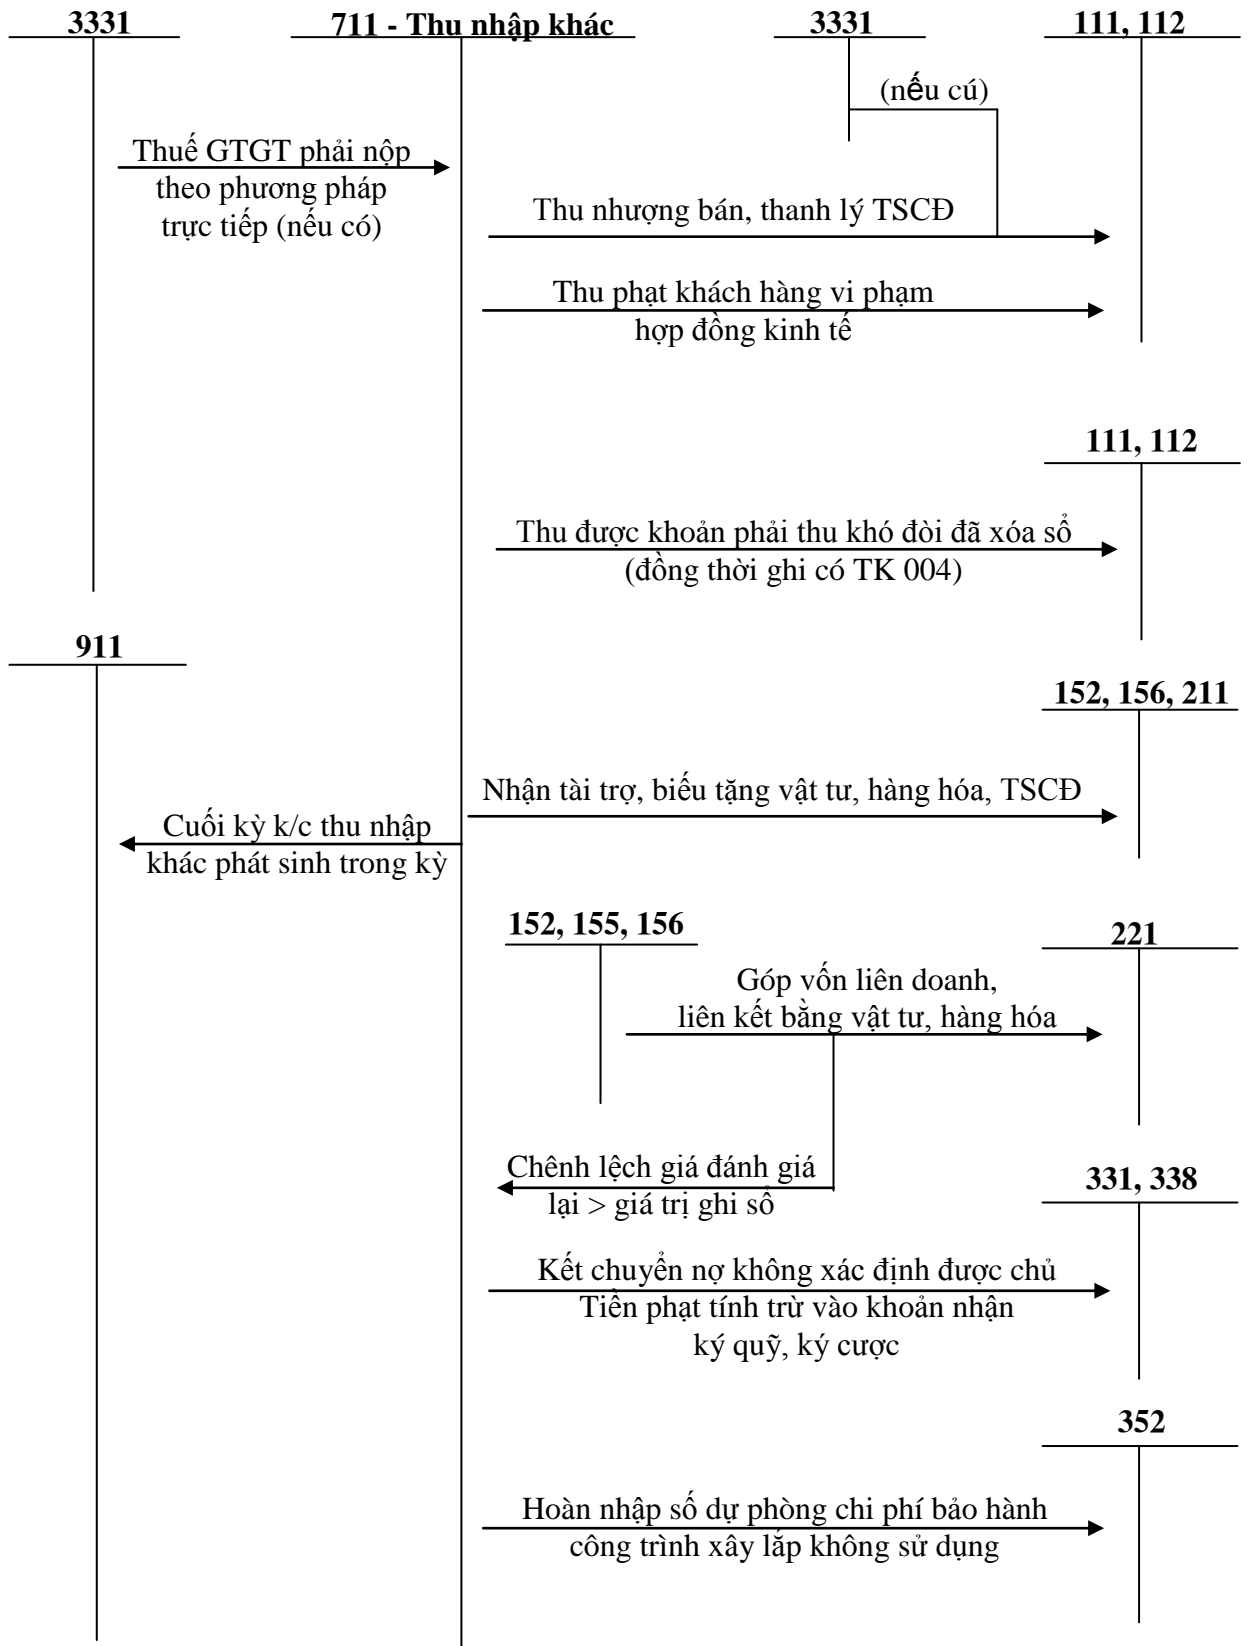 3331
711 - Thu nhập khác
3331
111, 112
(nếu cú)
Thuế GTGT phải nộp
theo phương pháp
trực tiếp (nếu có)
Thu nhượng bán, thanh lý TSCĐ
Thu phạt khách hàng vi phạm
hợp đồng kinh tế
111, 112
Thu được khoản phải thu khó đòi đã xóa sổ
(đồng thời ghi có TK 004)
911
152, 156, 211
Nhận tài trợ, biếu tặng vật tư, hàng hóa, TSCĐ
Cuối kỳ k/c thu nhập
khác phát sinh trong kỳ
152, 155, 156
221
Góp vốn liên doanh,
liên kết bằng vật tư, hàng hóa
Chênh lệch giá đánh giá
lại > giá trị ghi sổ
331, 338
Kết chuyển nợ không xác định được chủ
Tiền phạt tính trừ vào khoản nhận
ký quỹ, ký cược
352
Hoàn nhập số dự phòng chi phí bảo hành
công trình xây lắp không sử dụng